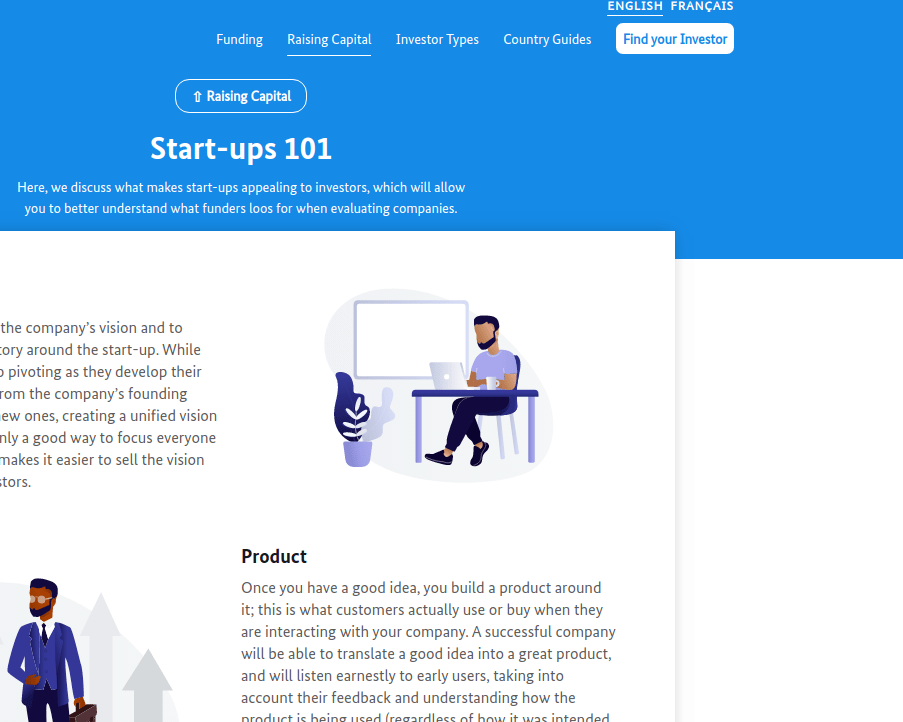 ENGLISH FRANÇAIS
Funding Raising Capital Investor Types Country Guides Find your Investor
⇧ Raising Capital
Start-ups 101
Here, we discuss what makes start-ups appealing to investors, which will allow
you to better understand what funders loos for when evaluating companies.
the company's vision and to
tory around the start-up. While
o pivoting as they develop their
rom the company's founding
new ones, creating a unified vision
nly a good way to focus everyone
makes it easier to sell the vision
stors.
Product
Once you have a good idea, you build a product around
it; this is what customers actually use or buy when they
are interacting with your company. A successful company
will be able to translate a good idea into a great product,
and will listen earnestly to early users, taking into
account their feedback and understanding how the
product is being used (regardless of how it was intended